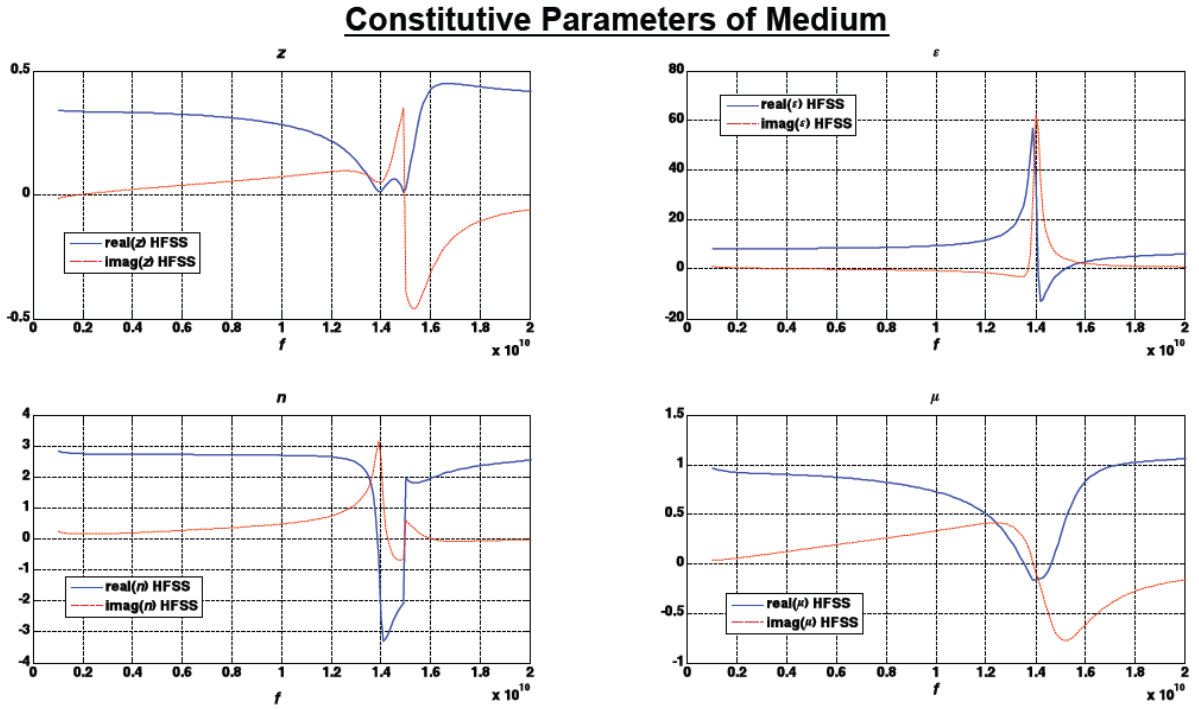 Constitutive Parameters of Medium
z
0.5
0
-0.5
real(z) HFSS
imag(z) HFSS
0 0.2 0.4 0.6 0.8 1 1.2 1.4 1.6 1.8 2
f
x 10^10
ε
80
60
40
20
0
-20
real(ε) HFSS
imag(ε) HFSS
0 0.2 0.4 0.6 0.8 1.0 1.2 1.4 1.6 1.8 2
f
x 10^10
n
4
3
2
1
0
-1
-2
-3
-4
real(n) HFSS
imag(n) HFSS
0 0.2 0.4 0.6 0.8 1 1.2 1.4 1.6 1.8 2
f
x 10^10
μ
1.5
1
0.5
0
-0.5
-1
real(μ) HFSS
imag(μ) HFSS
0 0.2 0.4 0.6 0.8 1.0 1.2 1.4 1.6 1.8 2
f
x 10^10